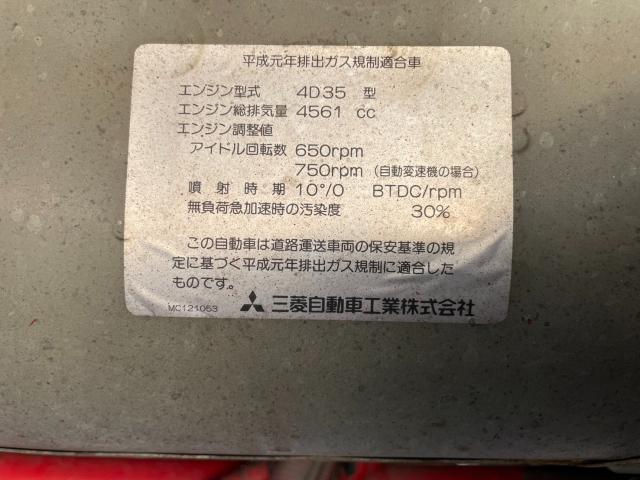 平成元年排出ガス規制適合車
エンジン型式 4D35 型
エンジン総排気量 4561 cc
エンジン調整値
アイドル回転数 650rpm
750rpm (自動変速機の場合)
噴射時期 10°/0 BTDC/rpm
無負荷急加速時の汚染度 30%
この自動車は道路運送車両の保安基準の規
定に基づく平成元年排出ガス規制に適合した
ものです。
MC121053 三菱自動車工業株式会社